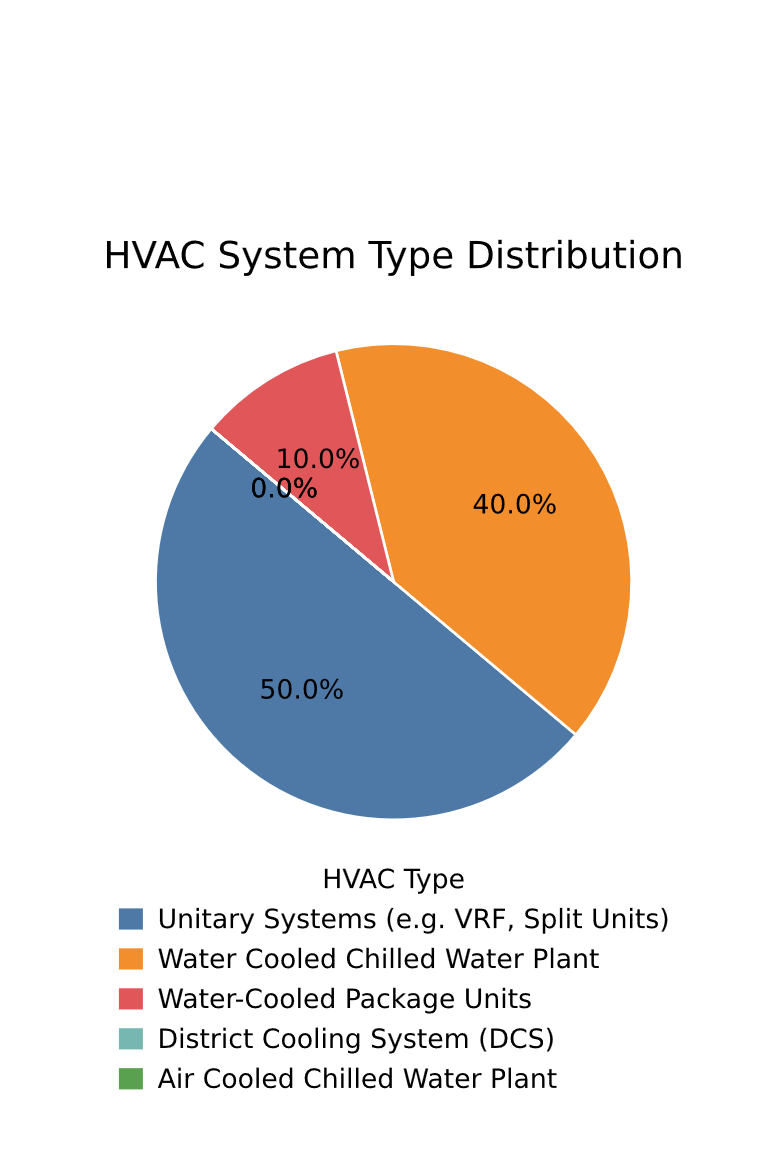 HVAC System Type Distribution
10.0%
0.0%
40.0%
50.0%
HVAC Type
Unitary Systems (e.g. VRF, Split Units)
Water Cooled Chilled Water Plant
Water-Cooled Package Units
District Cooling System (DCS)
Air Cooled Chilled Water Plant